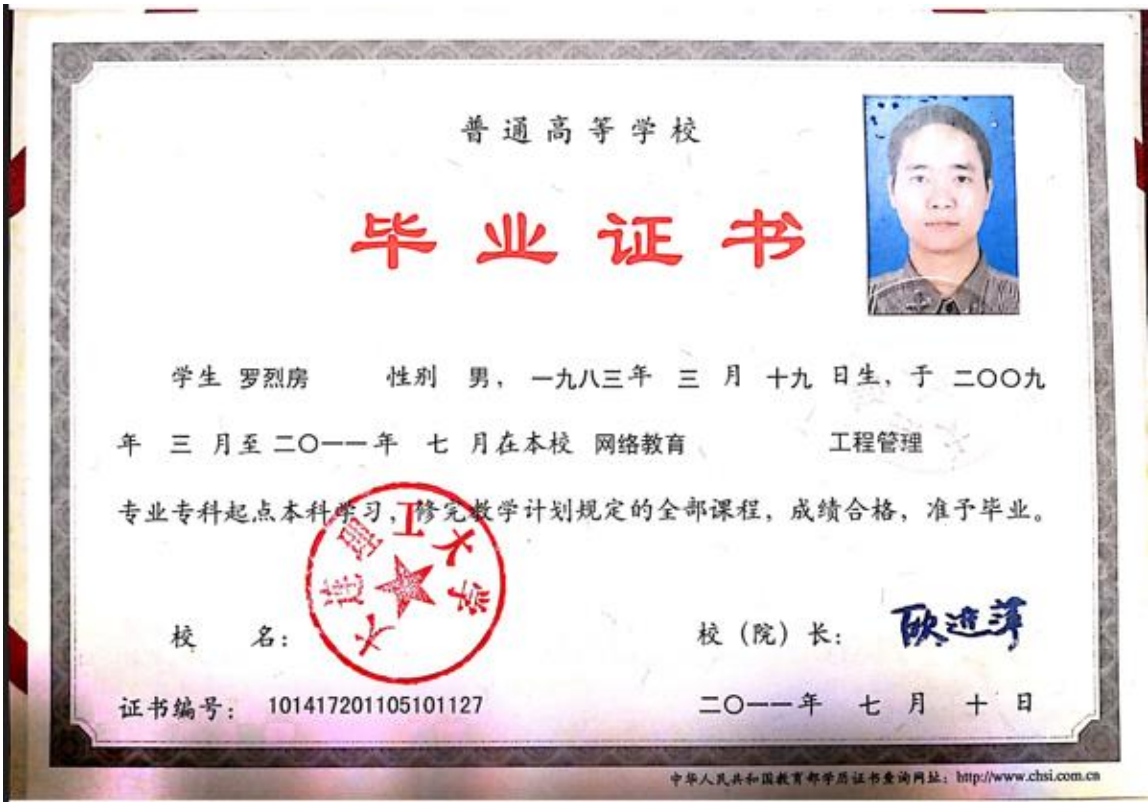 普通高等学校
毕业证书
学生 罗烈房 性别 男，一九八三年 三 月 十九 日生，于 二〇〇九
年 三 月至 二〇一一年 七 月在本校 网络教育 工程管理
专业专科起点本科学习，修完教学计划规定的全部课程，成绩合格，准予毕业。
大连理工大学
校 名： 校（院）长： 欧进萍
证书编号： 101417201105101127 二〇一一年 七 月 十 日
中华人民共和国教育部学历证书查询网址：http://www.chsi.com.cn